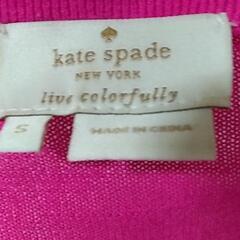 kate spade
NEW YORK
live colorfully
S
MADE IN CHINA